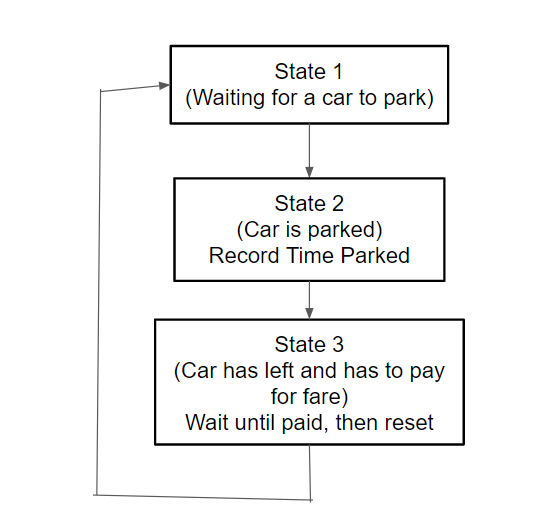 State 1
(Waiting for a car to park)
State 2
(Car is parked)
Record Time Parked
State 3
(Car has left and has to pay
for fare)
Wait until paid, then reset